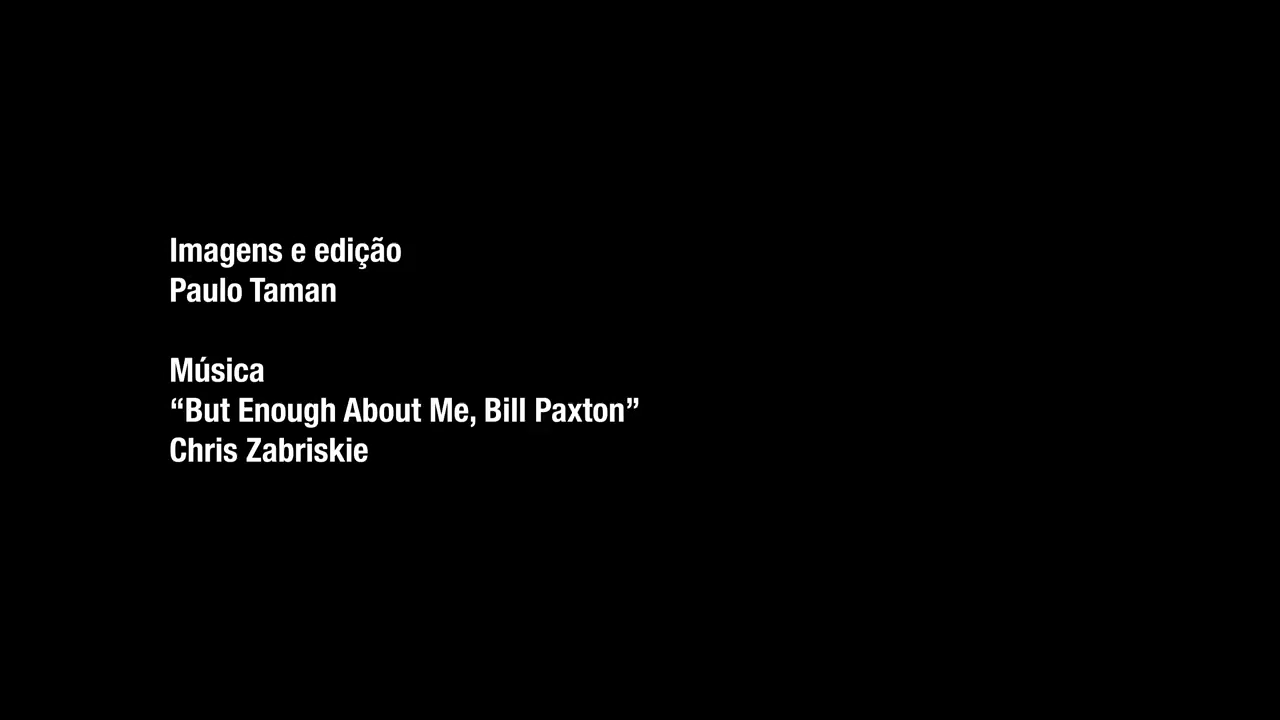 Imagens e edição
Paulo Taman
Música
“But Enough About Me, Bill Paxton”
Chris Zabriskie